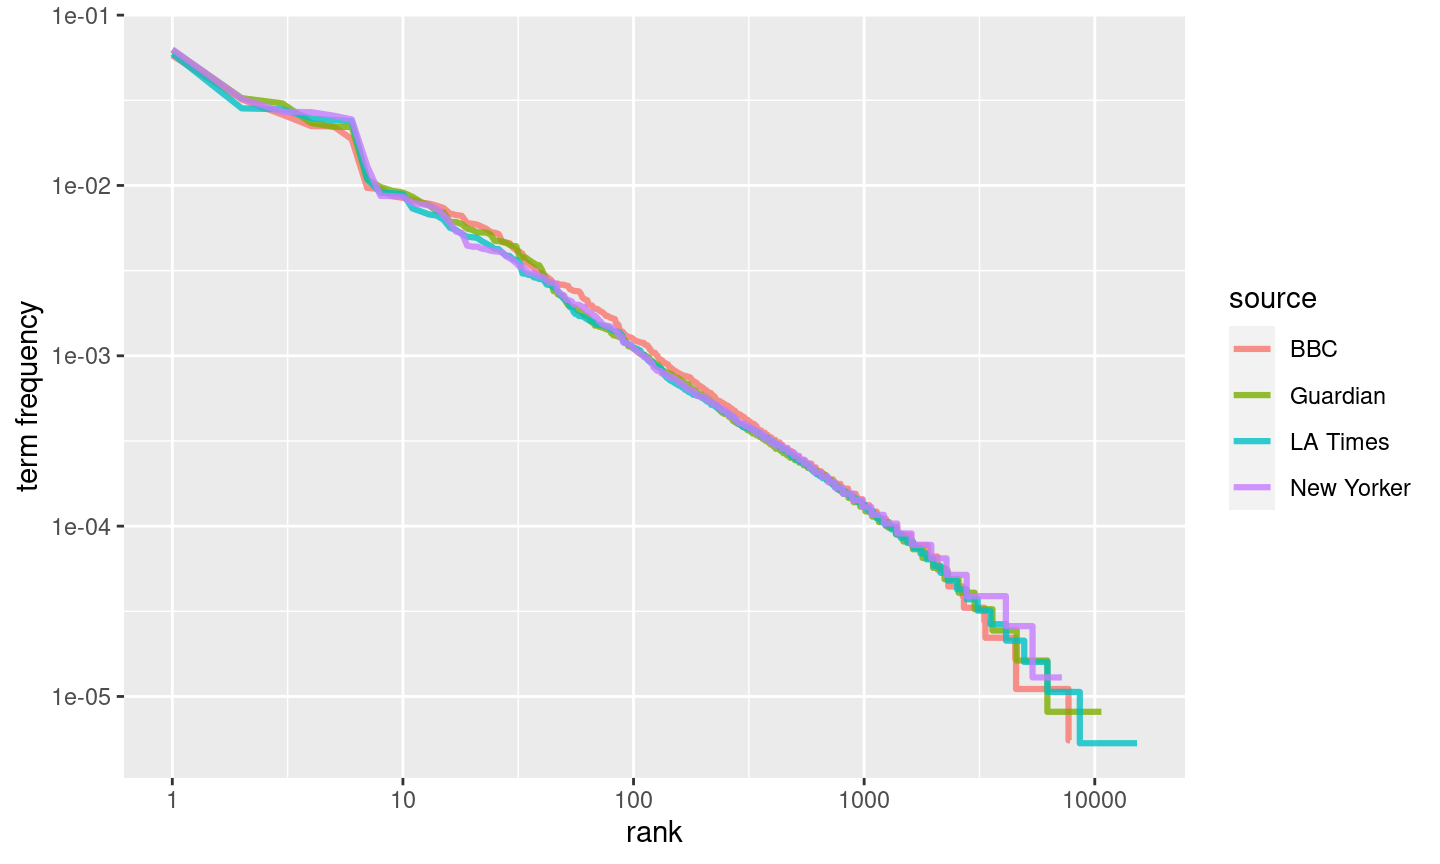 1e-01
1e-02
1e-03
1e-04
1e-05
term frequency
1 10 100 1000 10000
rank
source
BBC
Guardian
LA Times
New Yorker